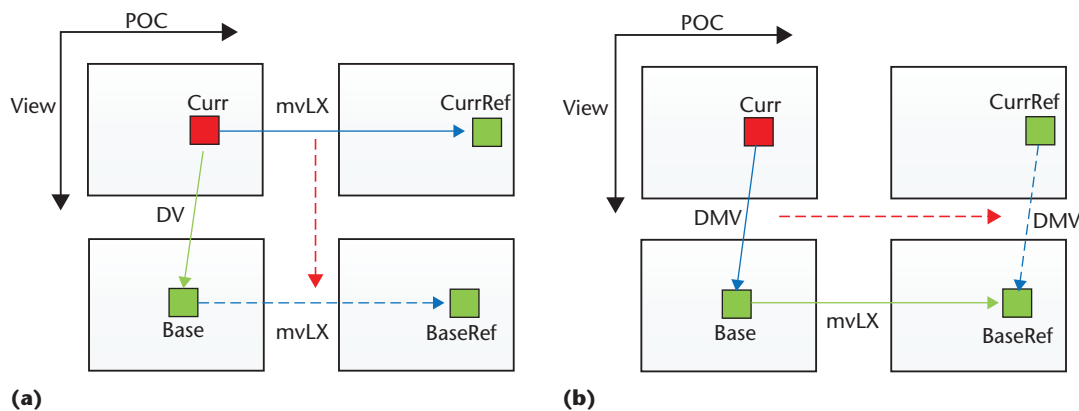 POC
View
Curr
mvLX
CurrRef
DV
Base
mvLX
BaseRef
(a)
POC
View
Curr
CurrRef
DMV
DMV
Base
mvLX
BaseRef
(b)